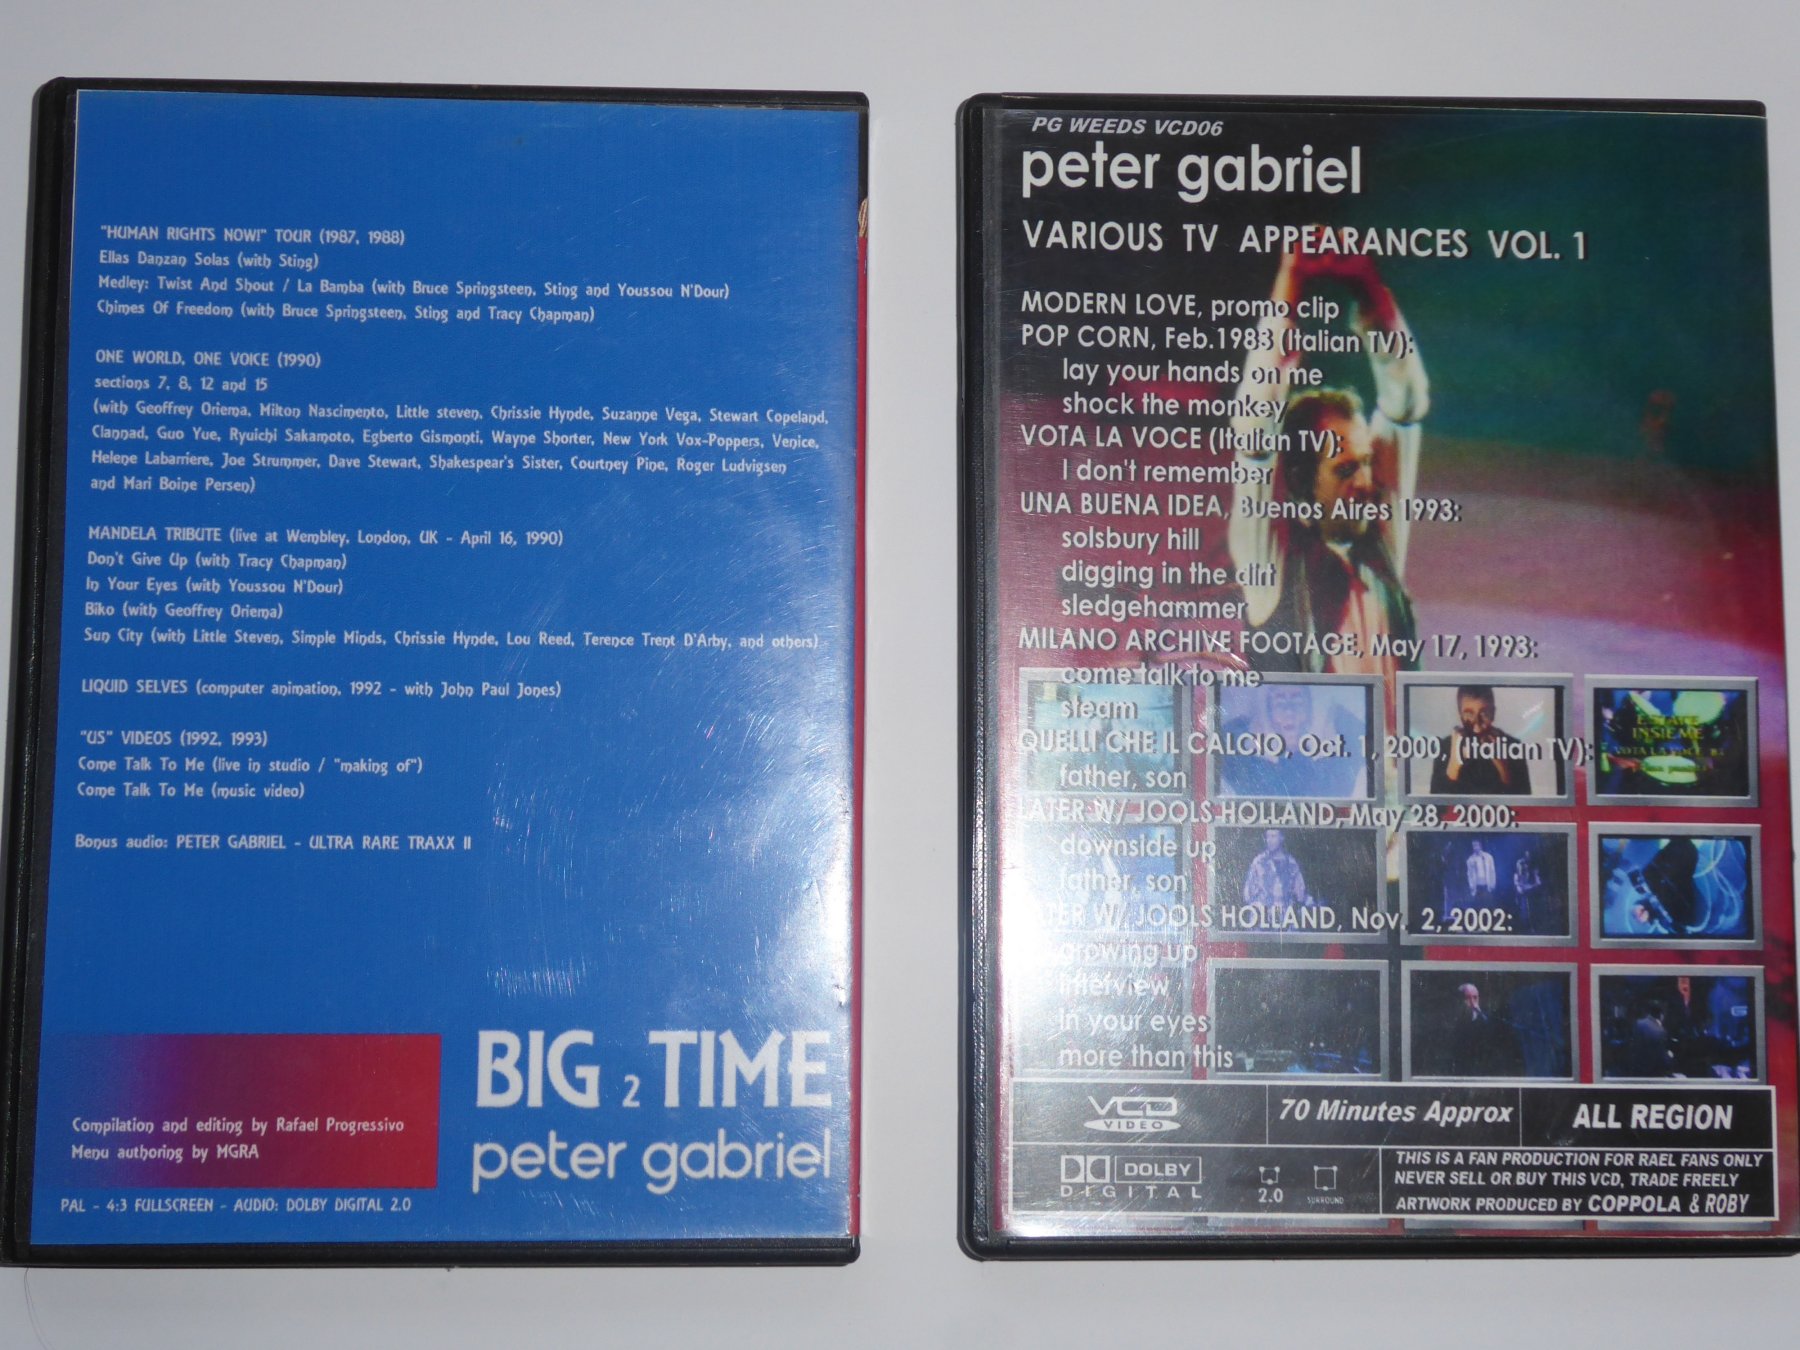 "HUMAN RIGHTS NOW!" TOUR (1987, 1988)
Ellas Danzan Solas (with Sting)
Medley: Twist And Shout / La Bamba (with Bruce Springsteen, Sting and Youssou N'Dour)
Chimes Of Freedom (with Bruce Springsteen, Sting and Tracy Chapman)
ONE WORLD, ONE VOICE (1990)
sections 7, 8, 12 and 15
(with Geoffrey Oriema, Milton Nascimento, Little steven, Chrissie Hynde, Suzanne Vega, Stewart Copeland,
Clannad, Guo Yue, Ryuichi Sakamoto, Egberto Gismonti, Wayne Shorter, New York Vox-Poppers, Venice,
Helene Labarriere, Joe Strummer, Dave Stewart, Shakespear's Sister, Courtney Pine, Roger Ludvigsen
and Mari Boine Persen)
MANDELA TRIBUTE (live at Wembley, London, UK - April 16, 1990)
Don't Give Up (with Tracy Chapman)
In Your Eyes (with Youssou N'Dour)
Biko (with Geoffrey Oriema)
Sun City (with Little Steven, Simple Minds, Chrissie Hynde, Lou Reed, Terence Trent D'Arby, and others)
LIQUID SELVES (computer animation, 1992 - with John Paul Jones)
"US" VIDEOS (1992, 1993)
Come Talk To Me (live in studio / "making of")
Come Talk To Me (music video)
Bonus audio: PETER GABRIEL - ULTRA RARE TRAXX II
BIG 2 TIME
peter gabriel
Compilation and editing by Rafael Progressivo
Menu authoring by MGRA
PAL - 4:3 FULLSCREEN - AUDIO: DOLBY DIGITAL 2.0
PG WEEDS VCD06
peter gabriel
VARIOUS TV APPEARANCES VOL. 1
MODERN LOVE, promo clip
POP CORN, Feb.1983 (Italian TV):
lay your hands on me
shock the monkey
VOTA LA VOCE (Italian TV):
I don't remember
UNA BUENA IDEA, Buenos Aires 1993:
solsbury hill
digging in the dirt
sledgehammer
MILANO ARCHIVE FOOTAGE, May 17, 1993:
come talk to me
steam
QUELLI CHE IL CALCIO, Oct. 1, 2000, (Italian TV):
father, son
LATER W/ JOOLS HOLLAND, May 28, 2000:
downside up
father, son
LATER W/ JOOLS HOLLAND, Nov. 2, 2002:
growing up
interview
in your eyes
more than this
ESTATE
INSIEME
VOTA LA VOCE
VCD
VIDEO
70 Minutes Approx
ALL REGION
DOLBY
DIGITAL
2.0
SURROUND
THIS IS A FAN PRODUCTION FOR RAEL FANS ONLY
NEVER SELL OR BUY THIS VCD, TRADE FREELY
ARTWORK PRODUCED BY COPPOLA & ROBY